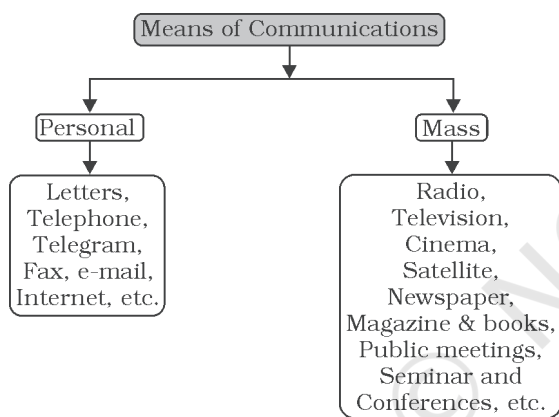 Means of Communications
Personal
Mass
Letters,
Telephone,
Telegram,
Fax, e-mail,
Internet, etc.
Radio,
Television,
Cinema,
Satellite,
Newspaper,
Magazine & books,
Public meetings,
Seminar and
Conferences, etc.